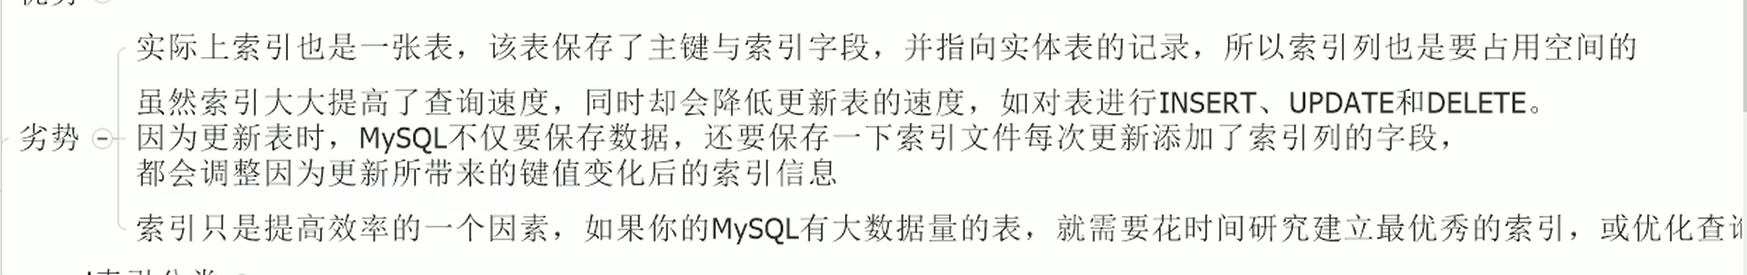 优势
实际上索引也是一张表，该表保存了主键与索引字段，并指向实体表的记录，所以索引列也是要占用空间的
虽然索引大大提高了查询速度，同时却会降低更新表的速度，如对表进行INSERT、UPDATE和DELETE。
劣势
因为更新表时，MySQL不仅要保存数据，还要保存一下索引文件每次更新添加了索引列的字段，
都会调整因为更新所带来的键值变化后的索引信息
索引只是提高效率的一个因素，如果你的MySQL有大数据量的表，就需要花时间研究建立最优秀的索引，或优化查询
索引分类